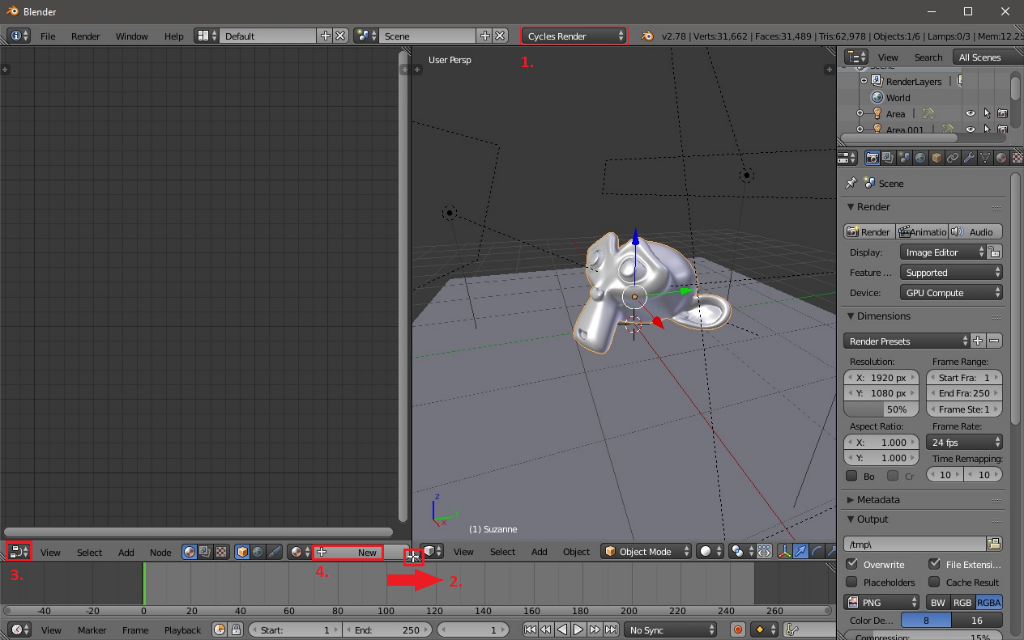 Blender
File Render Window Help Default Scene Cycles Render v2.78 | Verts:31,662 | Faces:31,489 | Tris:62,978 | Objects:1/6 | Lamps:0/3 | Mem:12.2
1.
User Persp
View Search All Scenes
RenderLayers
World
Area
Area.001
Scene
Render
Render Animatio Audio
Display: Image Editor
Feature ... Supported
Device: GPU Compute
Dimensions
Render Presets
Resolution: Frame Range:
X: 1920 px Start Fra: 1
Y: 1080 px End Fra: 250
50% Frame Ste: 1
Aspect Ratio: Frame Rate:
X: 1.000 24 fps
Y: 1.000 Time Remapping:
Bo Cr 10 10
Metadata
Output
/tmp\
Overwrite File Extensi...
Placeholders Cache Result
PNG BW RGB RGBA
Color De... 8 16
Compression: 15%
z
x
(1) Suzanne
View Select Add Node New View Select Add Object Object Mode
3. 4. 2.
-40 -20 0 20 40 60 80 100 120 140 160 180 200 220 240 260
View Marker Frame Playback Start: 1 End: 250 1 No Sync